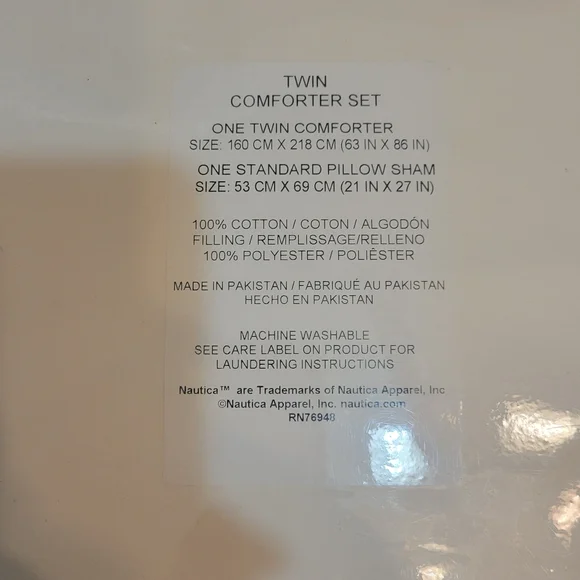 TWIN
COMFORTER SET
ONE TWIN COMFORTER
SIZE: 160 CM X 218 CM (63 IN X 86 IN)
ONE STANDARD PILLOW SHAM
SIZE: 53 CM X 69 CM (21 IN X 27 IN)
100% COTTON / COTON / ALGODÓN
FILLING / REMPLISSAGE/RELLENO
100% POLYESTER / POLIÉSTER
MADE IN PAKISTAN / FABRIQUÉ AU PAKISTAN
HECHO EN PAKISTAN
MACHINE WASHABLE
SEE CARE LABEL ON PRODUCT FOR
LAUNDERING INSTRUCTIONS
Nautica™ are Trademarks of Nautica Apparel, Inc
©Nautica Apparel, Inc. nautica.com
RN76948